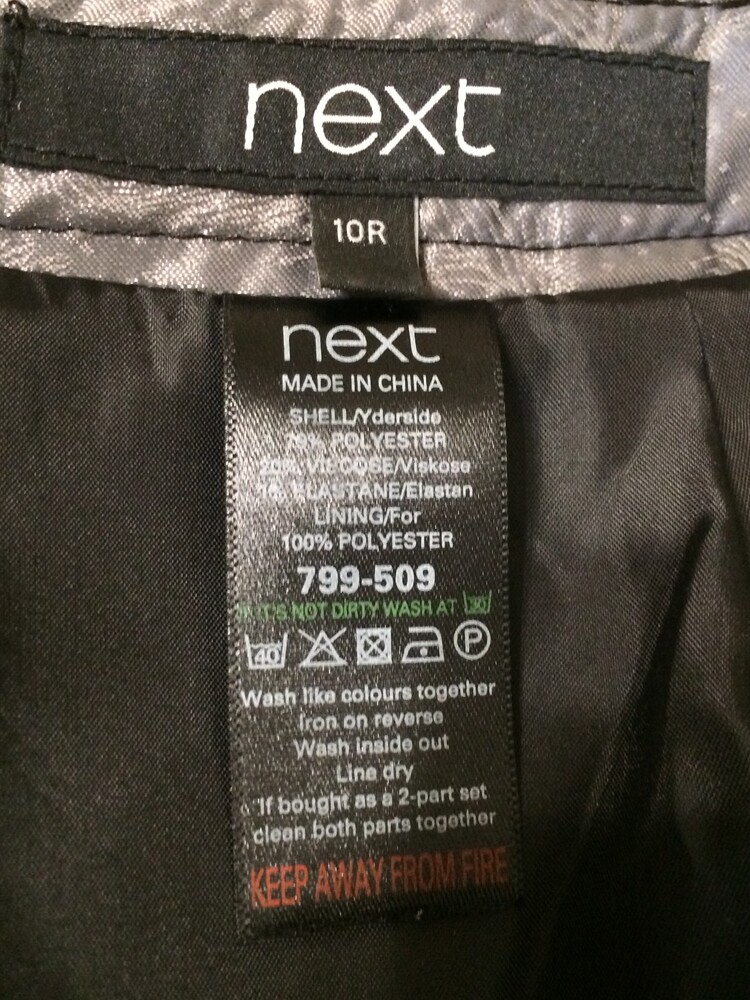 next
10R
next
MADE IN CHINA
SHELL/Yderside
79% POLYESTER
20% VISCOSE/Viskose
1% ELASTANE/Elastan
LINING/For
100% POLYESTER
799-509
IF IT'S NOT DIRTY WASH AT 30
40 P
Wash like colours together
Iron on reverse
Wash inside out
Line dry
If bought as a 2-part set
clean both parts together
KEEP AWAY FROM FIRE